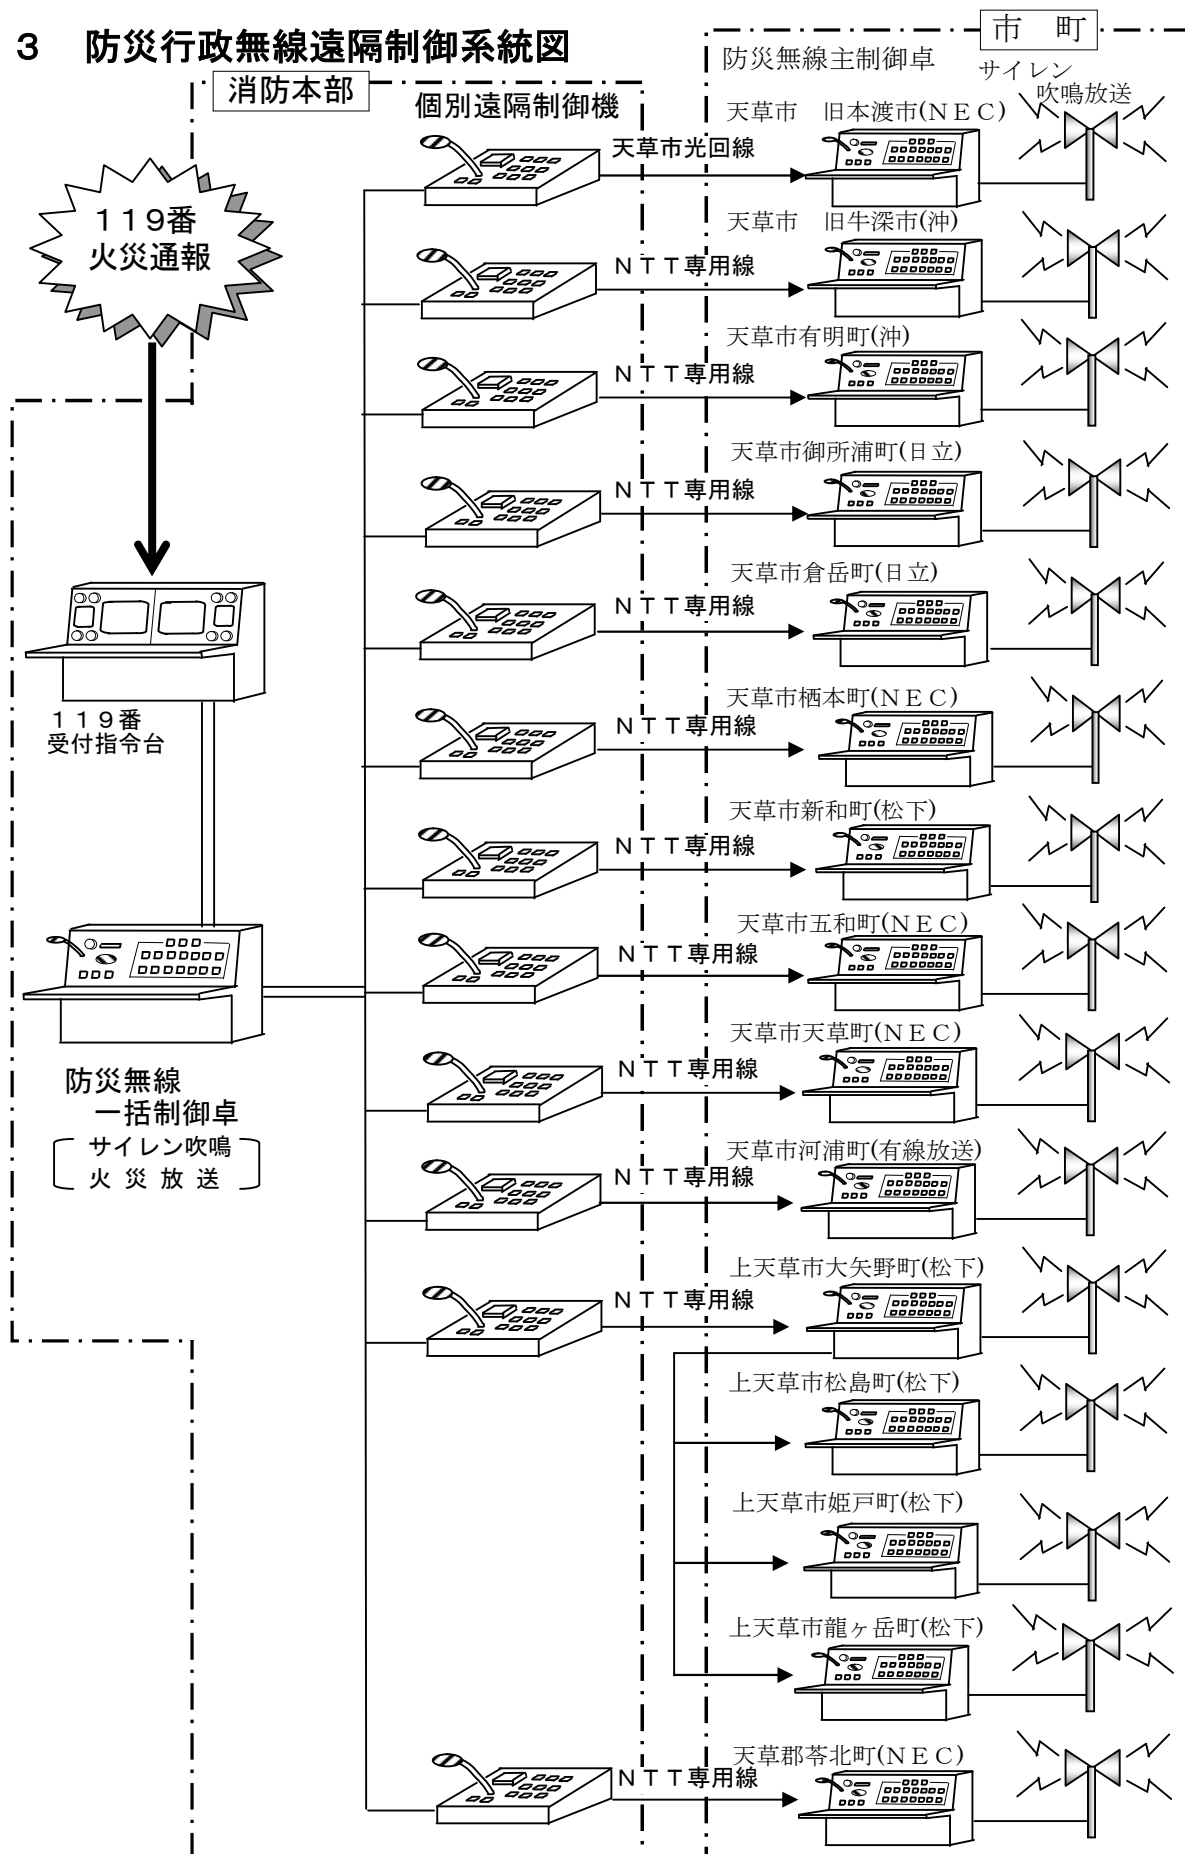 ３　防災行政無線遠隔制御系統図
市　町
消防本部
個別遠隔制御機
防災無線主制御卓
サイレン
吹鳴放送
１１９番
火災通報
天草市光回線
天草市　旧本渡市(ＮＥＣ)
ＮＴＴ専用線
天草市　旧牛深市(沖)
ＮＴＴ専用線
天草市有明町(沖)
ＮＴＴ専用線
天草市御所浦町(日立)
ＮＴＴ専用線
天草市倉岳町(日立)
ＮＴＴ専用線
天草市栖本町(ＮＥＣ)
ＮＴＴ専用線
天草市新和町(松下)
ＮＴＴ専用線
天草市五和町(ＮＥＣ)
ＮＴＴ専用線
天草市天草町(ＮＥＣ)
ＮＴＴ専用線
天草市河浦町(有線放送)
ＮＴＴ専用線
上天草市大矢野町(松下)
上天草市松島町(松下)
上天草市姫戸町(松下)
上天草市龍ヶ岳町(松下)
ＮＴＴ専用線
天草郡苓北町(ＮＥＣ)
１１９番
受付指令台
防災無線
一括制御卓
サイレン吹鳴
火 災 放 送